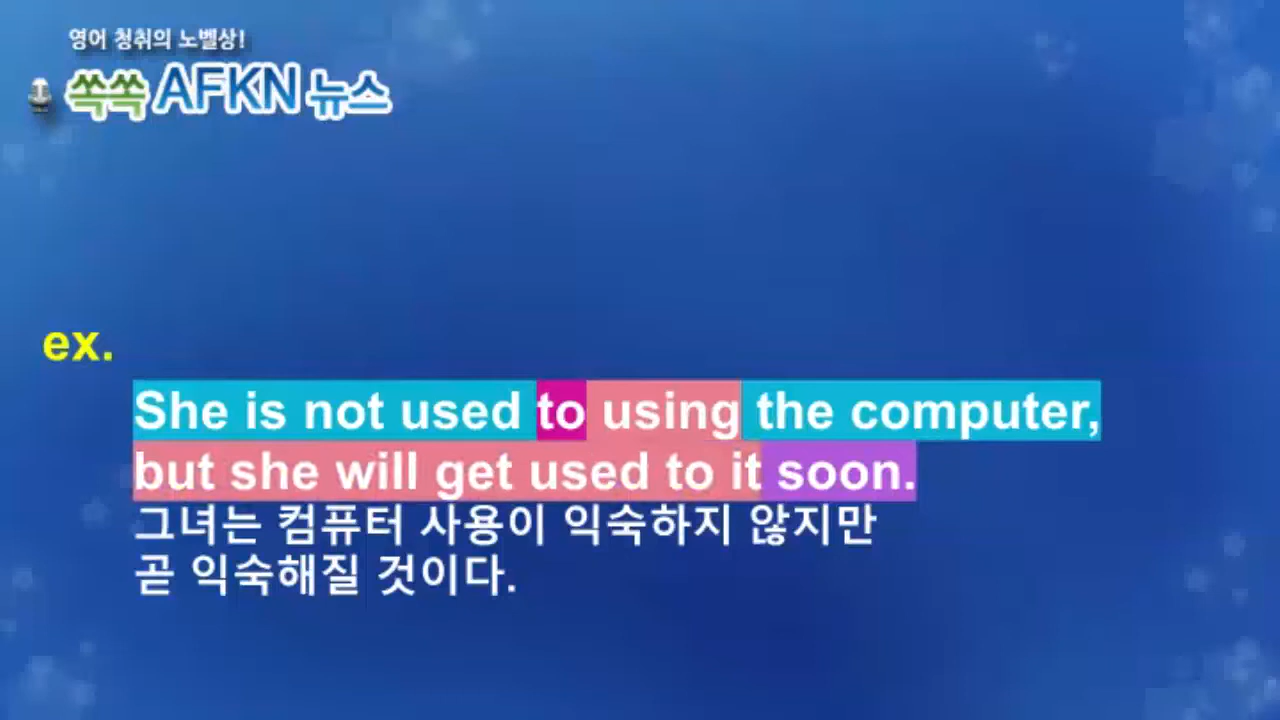 영어 청취의 노벨상!
쏙쏙 AFKN 뉴스
ex.
She is not used to using the computer,
but she will get used to it soon.
그녀는 컴퓨터 사용이 익숙하지 않지만
곧 익숙해질 것이다.